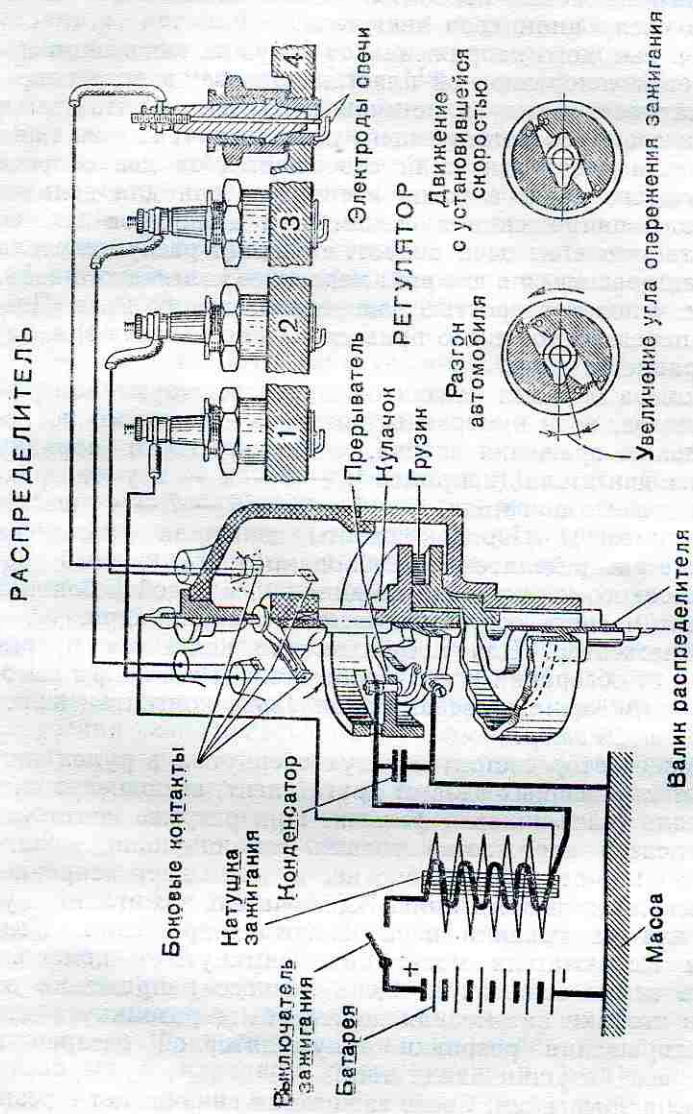 РАСПРЕДЕЛИТЕЛЬ
1
2
3
4
Электроды свечи
Боковые контакты
Катушка
зажигания
Конденсатор
Выключатель
зажигания
Батарея
+
−
Масса
Прерыватель
Кулачок
Грузик
Валик распределителя
РЕГУЛЯТОР
Разгон
автомобиля
Движение
с установившейся
скоростью
Увеличение угла опережения зажигания